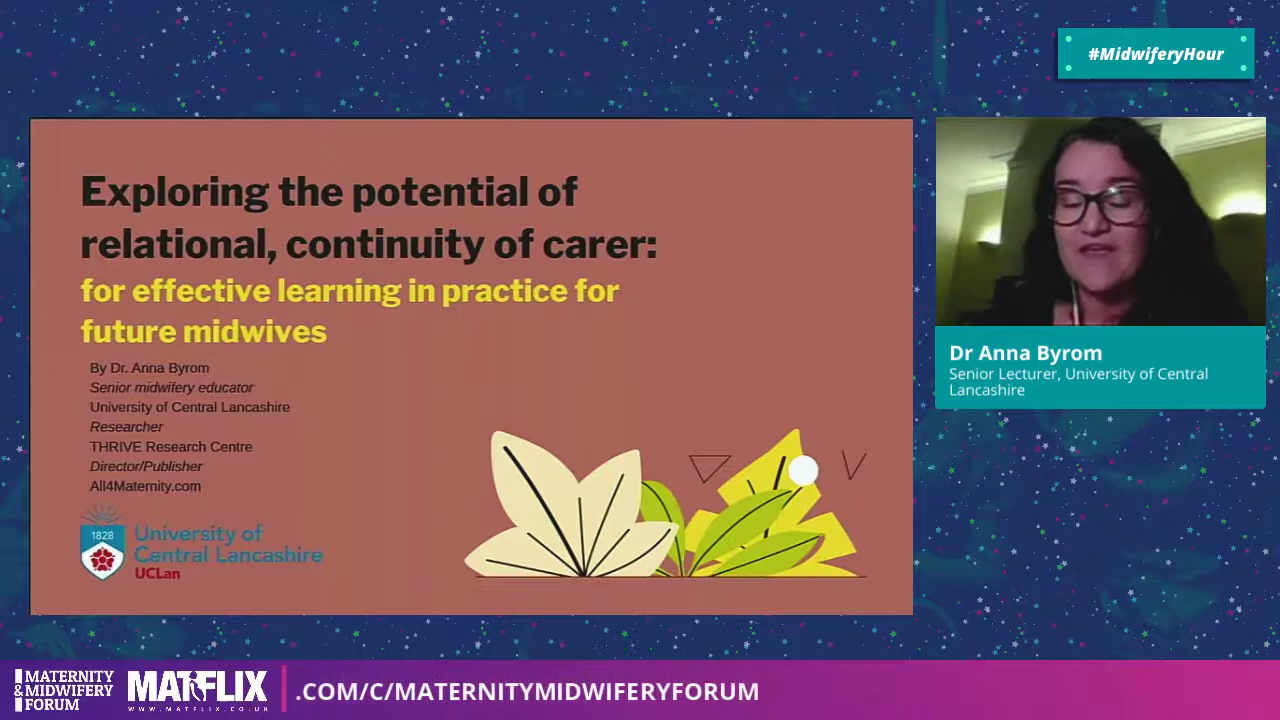 #MidwiferyHour
Exploring the potential of
relational, continuity of carer:
for effective learning in practice for
future midwives
By Dr. Anna Byrom
Senior midwifery educator
University of Central Lancashire
Researcher
THRIVE Research Centre
Director/Publisher
All4Maternity.com
1828
University of
Central Lancashire
UCLan
Dr Anna Byrom
Senior Lecturer, University of Central
Lancashire
MATERNITY
& MIDWIFERY
FORUM
MATFLIX
WWW.MATFLIX.CO.UK
.COM/C/MATERNITYMIDWIFERYFORUM